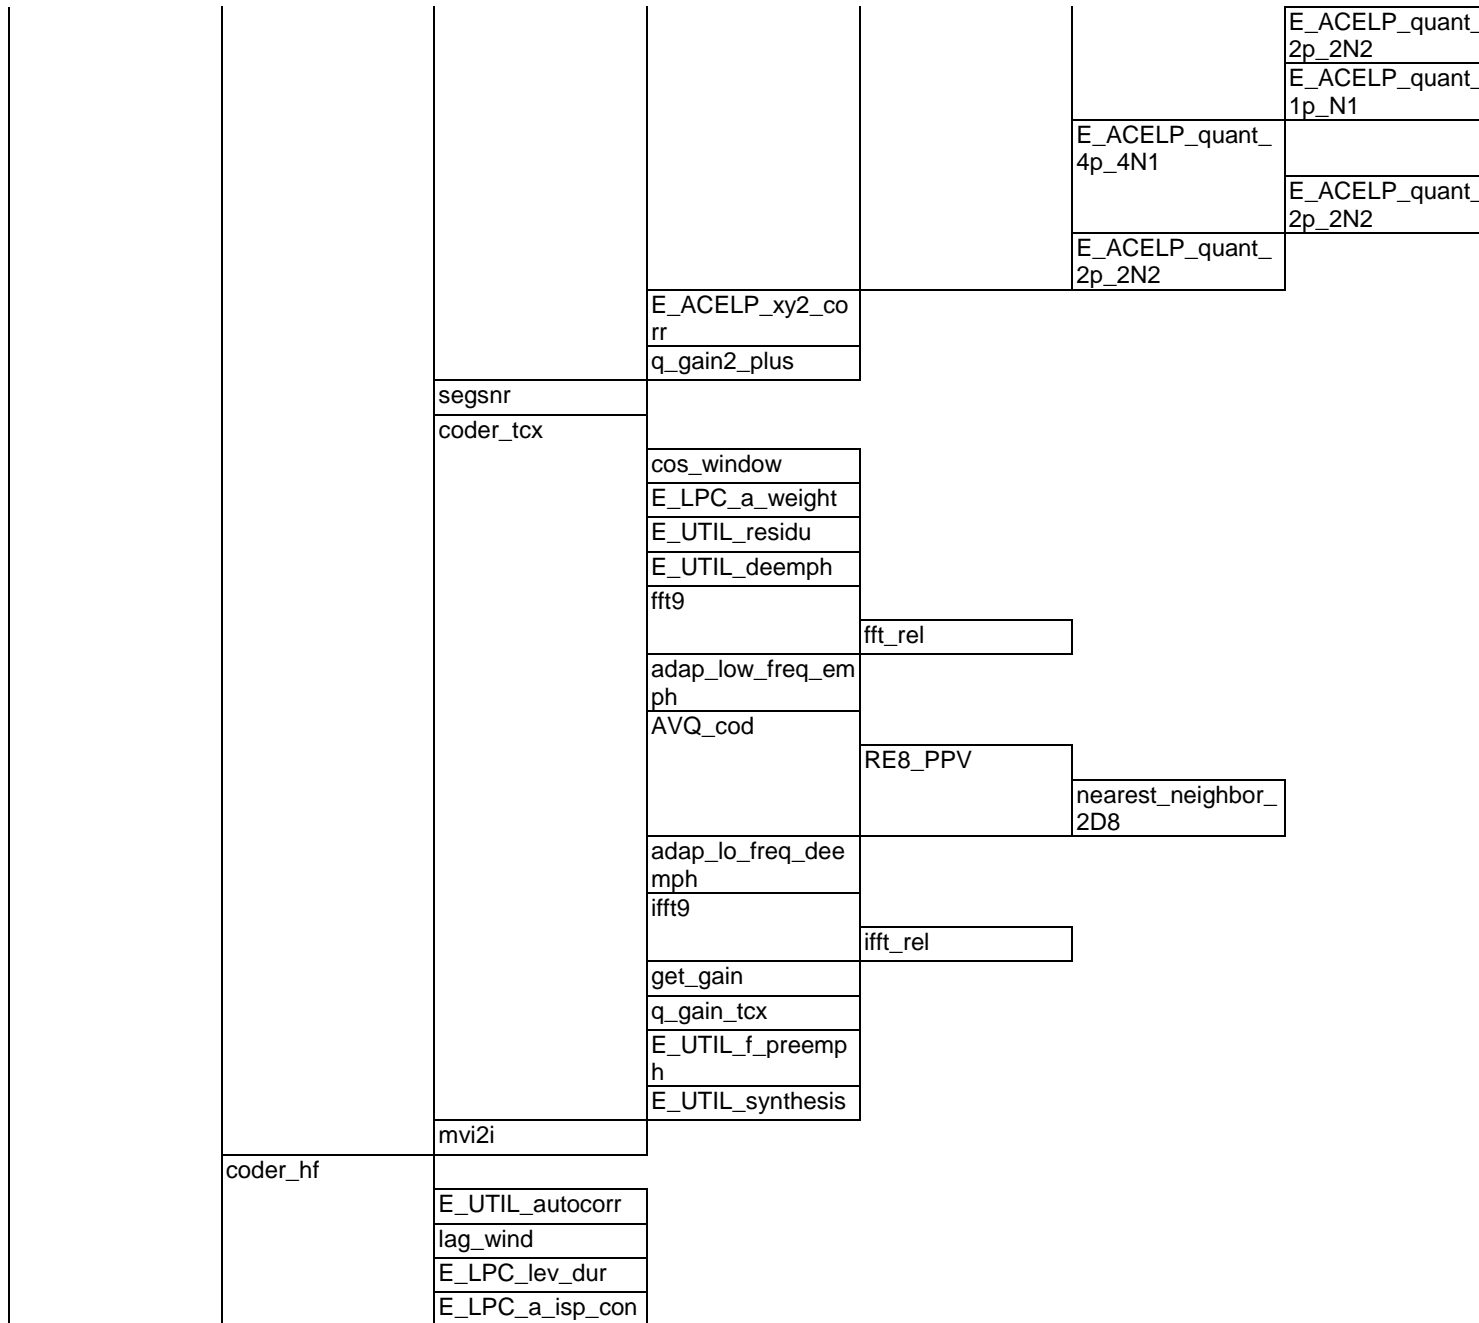 E_ACELP_quant_
2p_2N2
E_ACELP_quant_
1p_N1
E_ACELP_quant_
4p_4N1
E_ACELP_quant_
2p_2N2
E_ACELP_quant_
2p_2N2
E_ACELP_xy2_co
rr
q_gain2_plus
segsnr
coder_tcx
cos_window
E_LPC_a_weight
E_UTIL_residu
E_UTIL_deemph
fft9
fft_rel
adap_low_freq_em
ph
AVQ_cod
RE8_PPV
nearest_neighbor_
2D8
adap_lo_freq_dee
mph
ifft9
ifft_rel
get_gain
q_gain_tcx
E_UTIL_f_preemp
h
E_UTIL_synthesis
mvi2i
coder_hf
E_UTIL_autocorr
lag_wind
E_LPC_lev_dur
E_LPC_a_isp_con